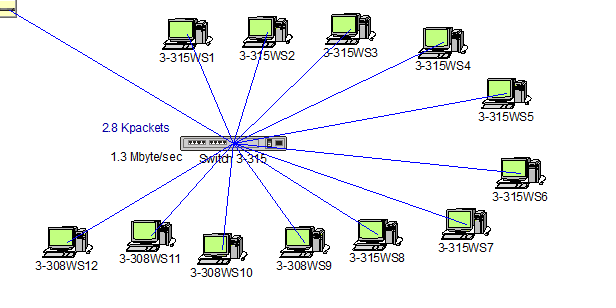 3-315WS1
3-315WS2
3-315WS3
3-315WS4
3-315WS5
2.8 Kpackets
1.3 Mbyte/sec
Switch 3-315
3-315WS6
3-315WS7
3-315WS8
3-308WS9
3-308WS10
3-308WS11
3-308WS12